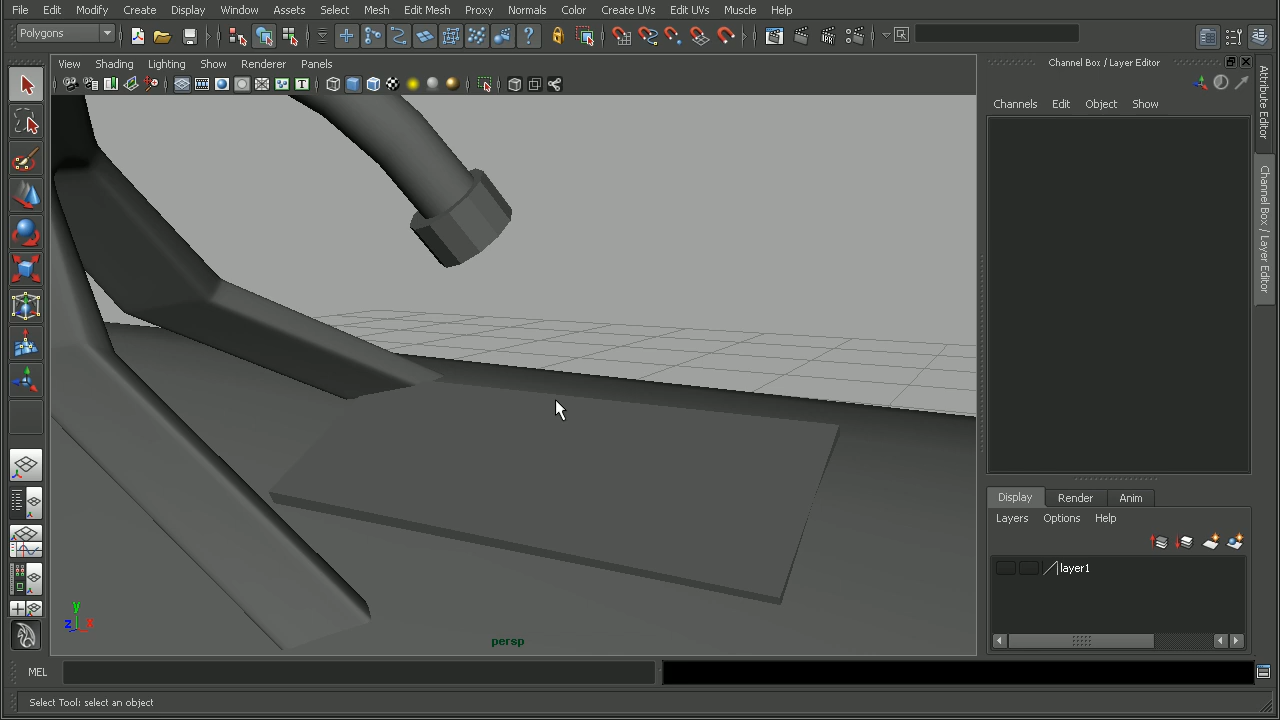 File Edit Modify Create Display Window Assets Select Mesh Edit Mesh Proxy Normals Color Create UVs Edit UVs Muscle Help
Polygons
View Shading Lighting Show Renderer Panels
Channel Box / Layer Editor
Channels Edit Object Show
Attribute Editor
Channel Box / Layer Editor
Display Render Anim
Layers Options Help
layer1
y
z x
persp
MEL
Select Tool: select an object